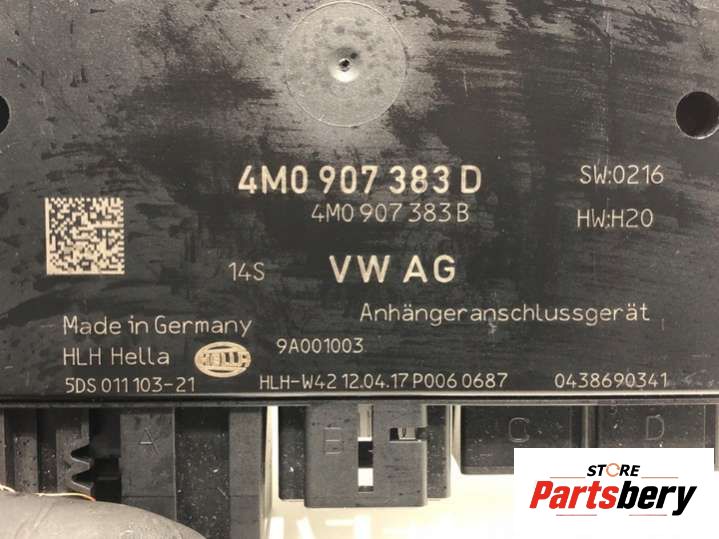 4M0 907 383 D
SW:0216
4M0 907 383 B
HW:H20
14S
VW AG
Anhängeranschlussgerät
Made in Germany
9A001003
HLH Hella
HELLA
5DS 011 103-21
HLH-W42 12.04.17 P006 0687
0438690341
A
B
C
D
STORE
Partsbery